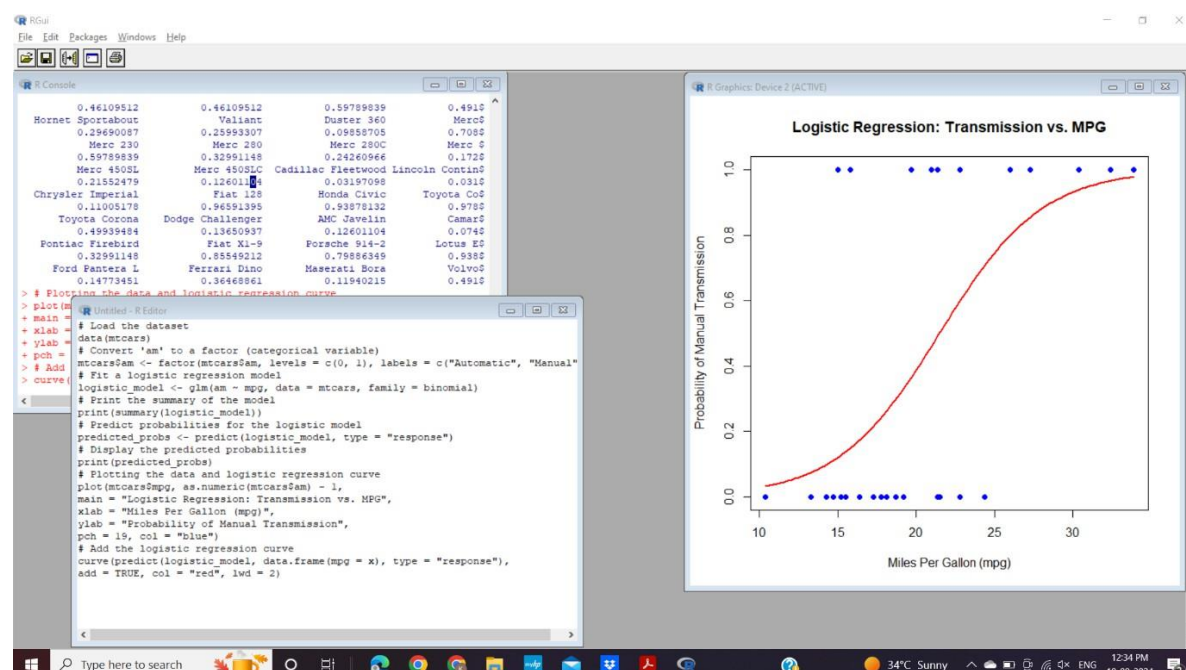 RGui
File Edit Packages Windows Help
R Console
0.46109512 0.46109512 0.59789839 0.491$
Hornet Sportabout Valiant Duster 360 Merc$
0.29690087 0.25993307 0.09858705 0.708$
Merc 230 Merc 280 Merc 280C Merc $
0.59789839 0.32991148 0.24260966 0.172$
Merc 450SL Merc 450SLC Cadillac Fleetwood Lincoln Contin$
0.21552479 0.12601104 0.03197098 0.031$
Chrysler Imperial Fiat 128 Honda Civic Toyota Co$
0.11005178 0.96591395 0.93878132 0.978$
Toyota Corona Dodge Challenger AMC Javelin Camar$
0.49939484 0.13650937 0.12601104 0.074$
Pontiac Firebird Fiat X1-9 Porsche 914-2 Lotus E$
0.32991148 0.85549212 0.79886349 0.938$
Ford Pantera L Ferrari Dino Maserati Bora Volvo$
0.14773451 0.36468861 0.11940215 0.491$
> # Plotting the data and logistic regression curve
> plot(m
+ main =
+ xlab =
+ ylab =
+ pch =
> # Add
> curve(
Untitled - R Editor
# Load the dataset
data(mtcars)
# Convert 'am' to a factor (categorical variable)
mtcars$am <- factor(mtcars$am, levels = c(0, 1), labels = c("Automatic", "Manual"
# Fit a logistic regression model
logistic_model <- glm(am ~ mpg, data = mtcars, family = binomial)
# Print the summary of the model
print(summary(logistic_model))
# Predict probabilities for the logistic model
predicted_probs <- predict(logistic_model, type = "response")
# Display the predicted probabilities
print(predicted_probs)
# Plotting the data and logistic regression curve
plot(mtcars$mpg, as.numeric(mtcars$am) - 1,
main = "Logistic Regression: Transmission vs. MPG",
xlab = "Miles Per Gallon (mpg)",
ylab = "Probability of Manual Transmission",
pch = 19, col = "blue")
# Add the logistic regression curve
curve(predict(logistic_model, data.frame(mpg = x), type = "response"),
add = TRUE, col = "red", lwd = 2)
R Graphics: Device 2 (ACTIVE)
Logistic Regression: Transmission vs. MPG
Probability of Manual Transmission
1.0
0.8
0.6
0.4
0.2
0.0
10 15 20 25 30
Miles Per Gallon (mpg)
Type here to search
34°C Sunny
ENG
12:34 PM